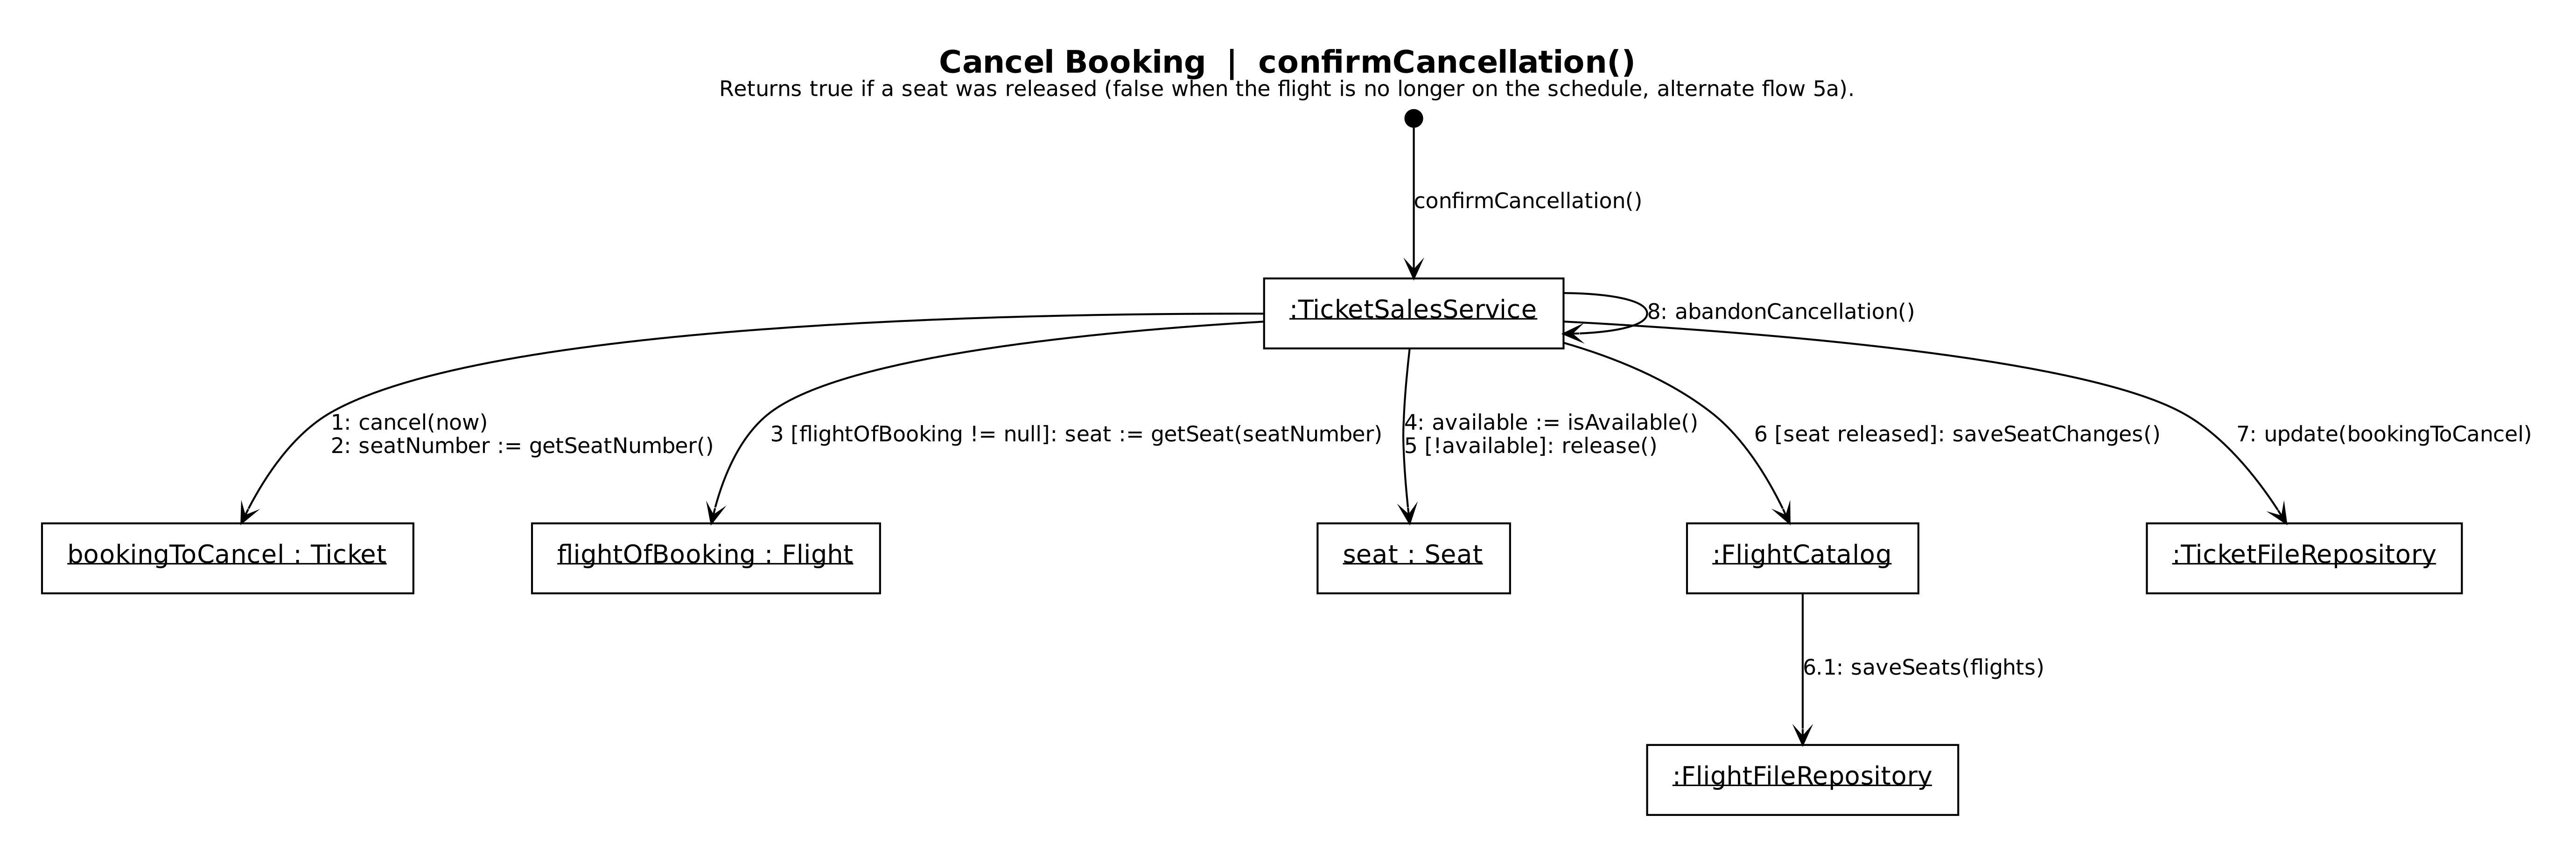 Cancel Booking | confirmCancellation()
Returns true if a seat was released (false when the flight is no longer on the schedule, alternate flow 5a).
confirmCancellation()
:TicketSalesService
8: abandonCancellation()
1: cancel(now)
2: seatNumber := getSeatNumber()
3 [flightOfBooking != null]: seat := getSeat(seatNumber)
4: available := isAvailable()
5 [!available]: release()
6 [seat released]: saveSeatChanges()
7: update(bookingToCancel)
bookingToCancel : Ticket
flightOfBooking : Flight
seat : Seat
:FlightCatalog
:TicketFileRepository
6.1: saveSeats(flights)
:FlightFileRepository